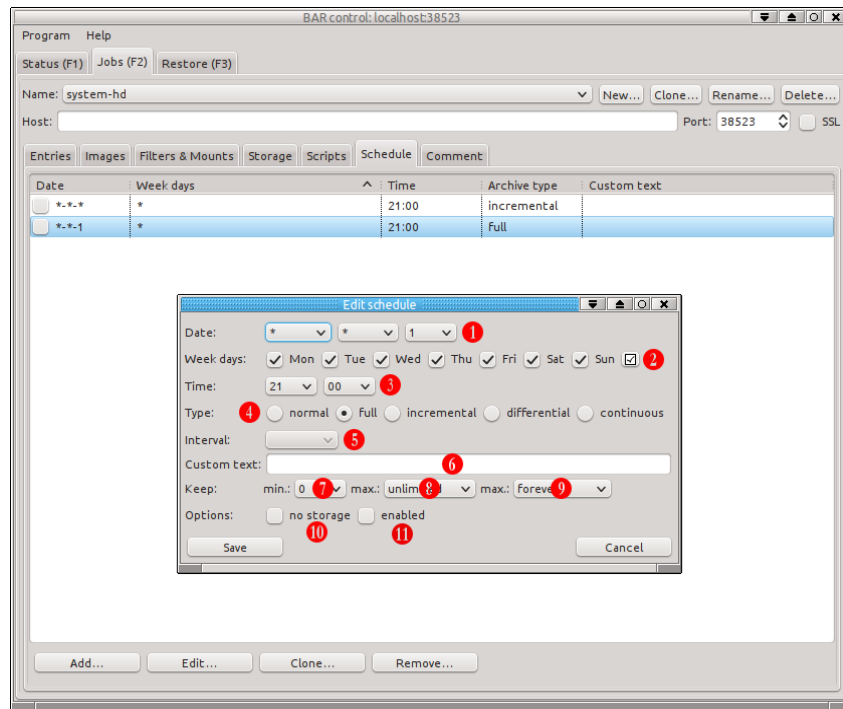 BAR control: localhost:38523
Program Help
Status (F1) Jobs (F2) Restore (F3)
Name: system-hd New... Clone... Rename... Delete...
Host: Port: 38523 SSL
Entries Images Filters & Mounts Storage Scripts Schedule Comment
Date Week days Time Archive type Custom text
*-*-* * 21:00 incremental
*-*-1 * 21:00 full
Edit schedule
Date: * * 1 1
Week days: Mon Tue Wed Thu Fri Sat Sun 2
Time: 21 00 3
Type: 4 normal full incremental differential continuous
Interval: 5
Custom text: 6
Keep: min.: 0 7 max.: 8 max.: 9
Options: no storage enabled
10 11
Save Cancel
Add... Edit... Clone... Remove...